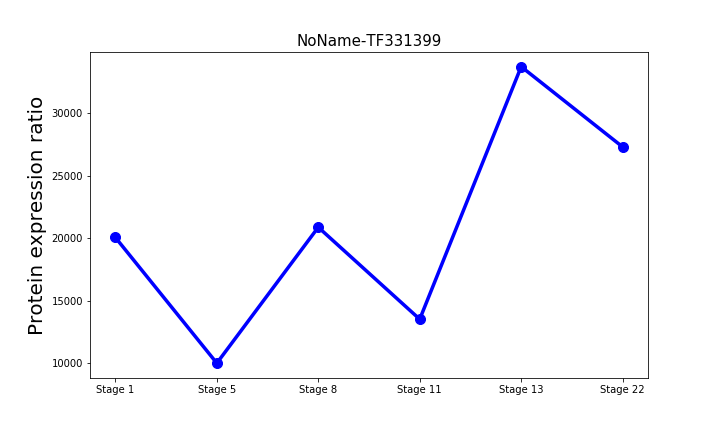 NoName-TF331399
Protein expression ratio
30000
25000
20000
15000
10000
Stage 1 Stage 5 Stage 8 Stage 11 Stage 13 Stage 22